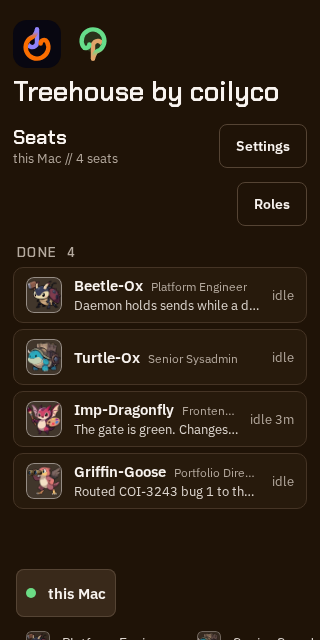 Treehouse by coilyco
Seats
this Mac // 4 seats
Settings
Roles
DONE 4
Beetle-Ox Platform Engineer
Daemon holds sends while a d…
idle
Turtle-Ox Senior Sysadmin
idle
Imp-Dragonfly Fronten…
The gate is green. Changes…
idle 3m
Griffin-Goose Portfolio Dire…
Routed COI-3243 bug 1 to th…
idle
this Mac